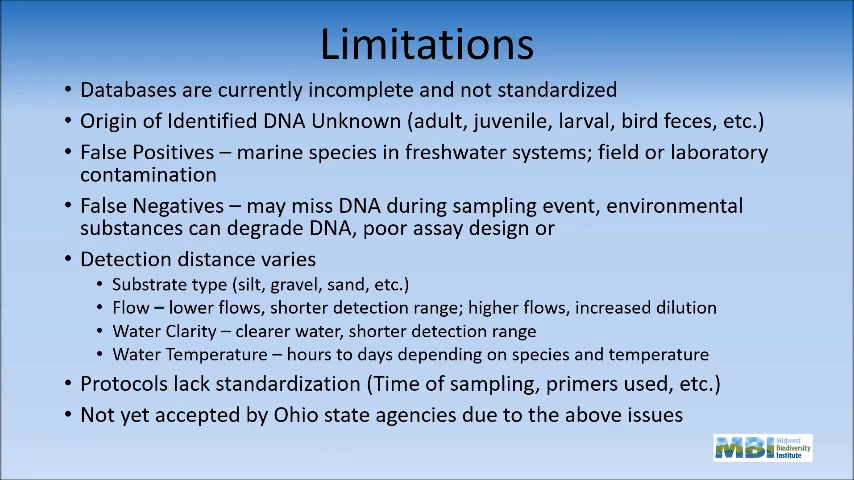 Limitations
• Databases are currently incomplete and not standardized
• Origin of Identified DNA Unknown (adult, juvenile, larval, bird feces, etc.)
• False Positives – marine species in freshwater systems; field or laboratory
contamination
• False Negatives – may miss DNA during sampling event, environmental
substances can degrade DNA, poor assay design or
• Detection distance varies
• Substrate type (silt, gravel, sand, etc.)
• Flow – lower flows, shorter detection range; higher flows, increased dilution
• Water Clarity – clearer water, shorter detection range
• Water Temperature – hours to days depending on species and temperature
• Protocols lack standardization (Time of sampling, primers used, etc.)
• Not yet accepted by Ohio state agencies due to the above issues
MBI Midwest
Biodiversity
Institute